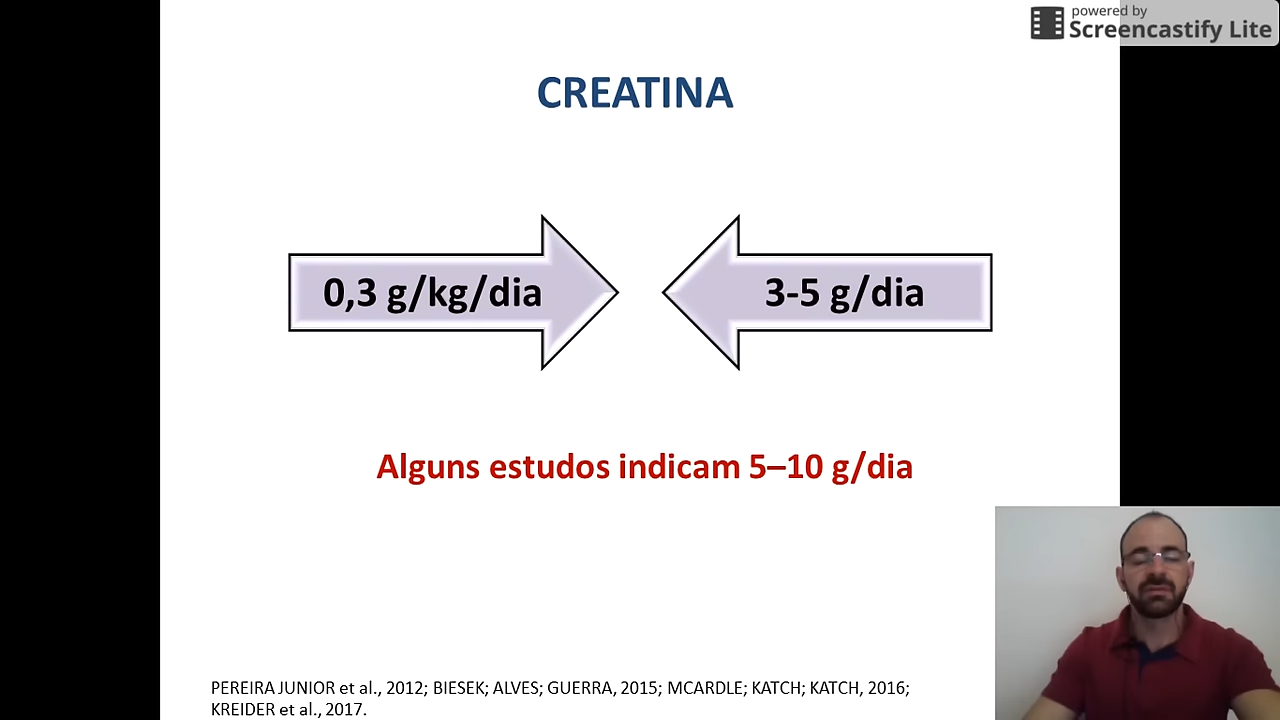 powered by
Screencastify Lite
CREATINA
0,3 g/kg/dia
3-5 g/dia
Alguns estudos indicam 5–10 g/dia
PEREIRA JUNIOR et al., 2012; BIESEK; ALVES; GUERRA, 2015; MCARDLE; KATCH; KATCH, 2016;
KREIDER et al., 2017.